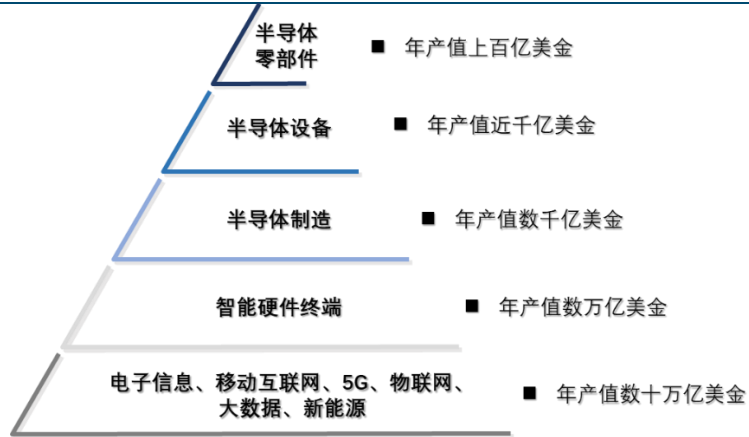 半导体
零部件
■ 年产值上百亿美金
半导体设备
■ 年产值近千亿美金
半导体制造
■ 年产值数千亿美金
智能硬件终端
■ 年产值数万亿美金
电子信息、移动互联网、5G、物联网、
大数据、新能源
■ 年产值数十万亿美金